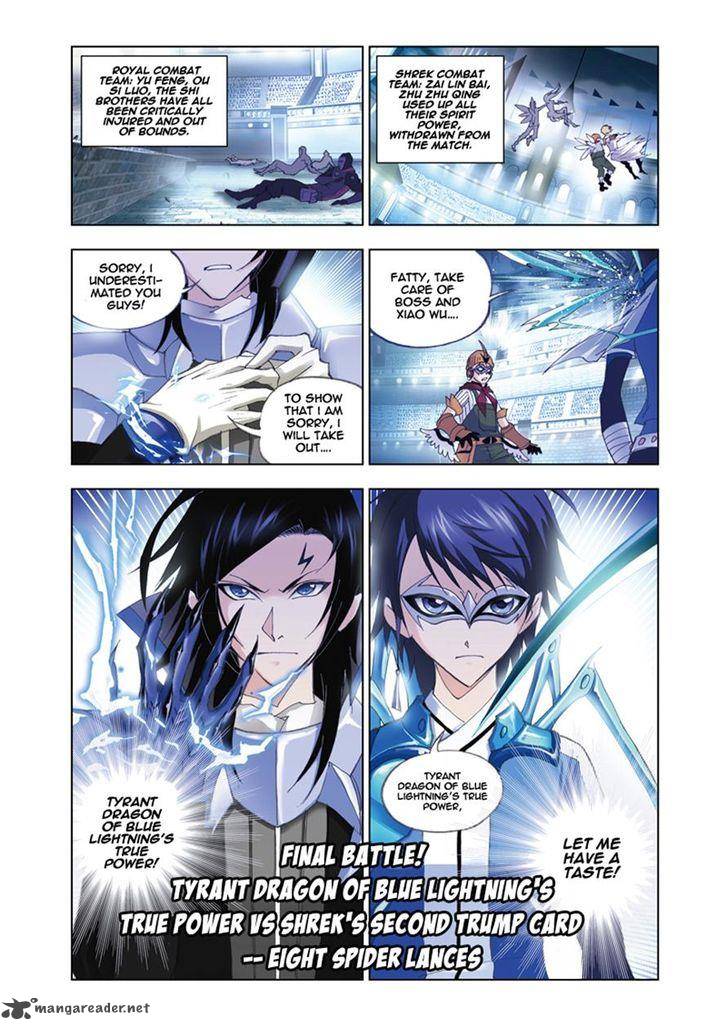 ROYAL COMBAT
TEAM: YU FENG, OU
SI LUO, THE SHI
BROTHERS HAVE ALL
BEEN CRITICALLY
INJURED AND OUT
OF BOUNDS.
SHREK COMBAT
TEAM: ZAI LIN BAI,
ZHU ZHU QING
USED UP ALL
THEIR SPIRIT
POWER,
WITHDRAWN FROM
THE MATCH.
SORRY, I
UNDERESTI-
MATED YOU
GUYS!
TO SHOW
THAT I AM
SORRY, I
WILL TAKE
OUT....
FATTY, TAKE
CARE OF
BOSS AND
XIAO WU....
TYRANT
DRAGON
OF BLUE
LIGHTNING'S
TRUE
POWER!
TYRANT
DRAGON OF BLUE
LIGHTNING'S TRUE
POWER,
LET ME
HAVE A
TASTE!
FINAL BATTLE!
TYRANT DRAGON OF BLUE LIGHTNING'S
TRUE POWER VS SHREK'S SECOND TRUMP CARD
-- EIGHT SPIDER LANCES
mangareader.net